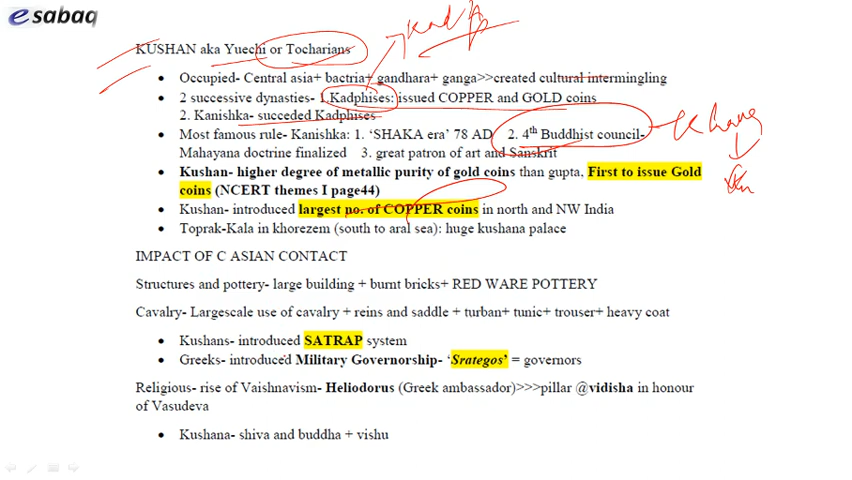 esabaq
KUSHAN aka Yuechi or Tocharians
• Occupied- Central asia+ bactria+ gandhara+ ganga>>created cultural intermingling
• 2 successive dynasties- 1.Kadphises: issued COPPER and GOLD coins
2. Kanishka- succeded Kadphises
• Most famous rule- Kanishka: 1. ‘SHAKA era’ 78 AD 2. 4th Buddhist council-
Mahayana doctrine finalized 3. great patron of art and Sanskrit
• Kushan- higher degree of metallic purity of gold coins than gupta, First to issue Gold
coins (NCERT themes I page44)
• Kushan- introduced largest no. of COPPER coins in north and NW India
• Toprak-Kala in khorezem (south to aral sea): huge kushana palace
IMPACT OF C ASIAN CONTACT
Structures and pottery- large building + burnt bricks+ RED WARE POTTERY
Cavalry- Largescale use of cavalry + reins and saddle + turban+ tunic+ trouser+ heavy coat
• Kushans- introduced SATRAP system
• Greeks- introduced Military Governorship- ‘Srategos’ = governors
Religious- rise of Vaishnavism- Heliodorus (Greek ambassador)>>>pillar @vidisha in honour
of Vasudeva
• Kushana- shiva and buddha + vishu